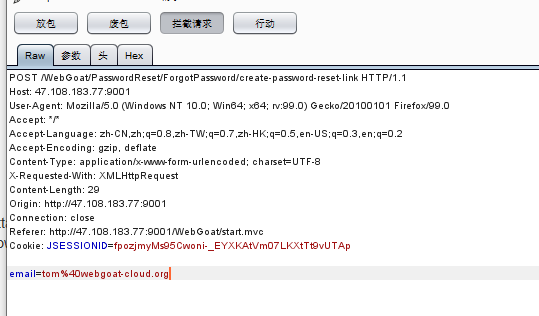 放包 废包 拦截请求 行动
Raw 参数 头 Hex
POST /WebGoat/PasswordReset/ForgotPassword/create-password-reset-link HTTP/1.1
Host: 47.108.183.77:9001
User-Agent: Mozilla/5.0 (Windows NT 10.0; Win64; x64; rv:99.0) Gecko/20100101 Firefox/99.0
Accept: */*
Accept-Language: zh-CN,zh;q=0.8,zh-TW;q=0.7,zh-HK;q=0.5,en-US;q=0.3,en;q=0.2
Accept-Encoding: gzip, deflate
Content-Type: application/x-www-form-urlencoded; charset=UTF-8
X-Requested-With: XMLHttpRequest
Content-Length: 29
Origin: http://47.108.183.77:9001
Connection: close
Referer: http://47.108.183.77:9001/WebGoat/start.mvc
Cookie: JSESSIONID=fpozjmyMs95Cwoni-_EYXKAtVm07LKXtTt9vUTAp
email=tom%40webgoat-cloud.org